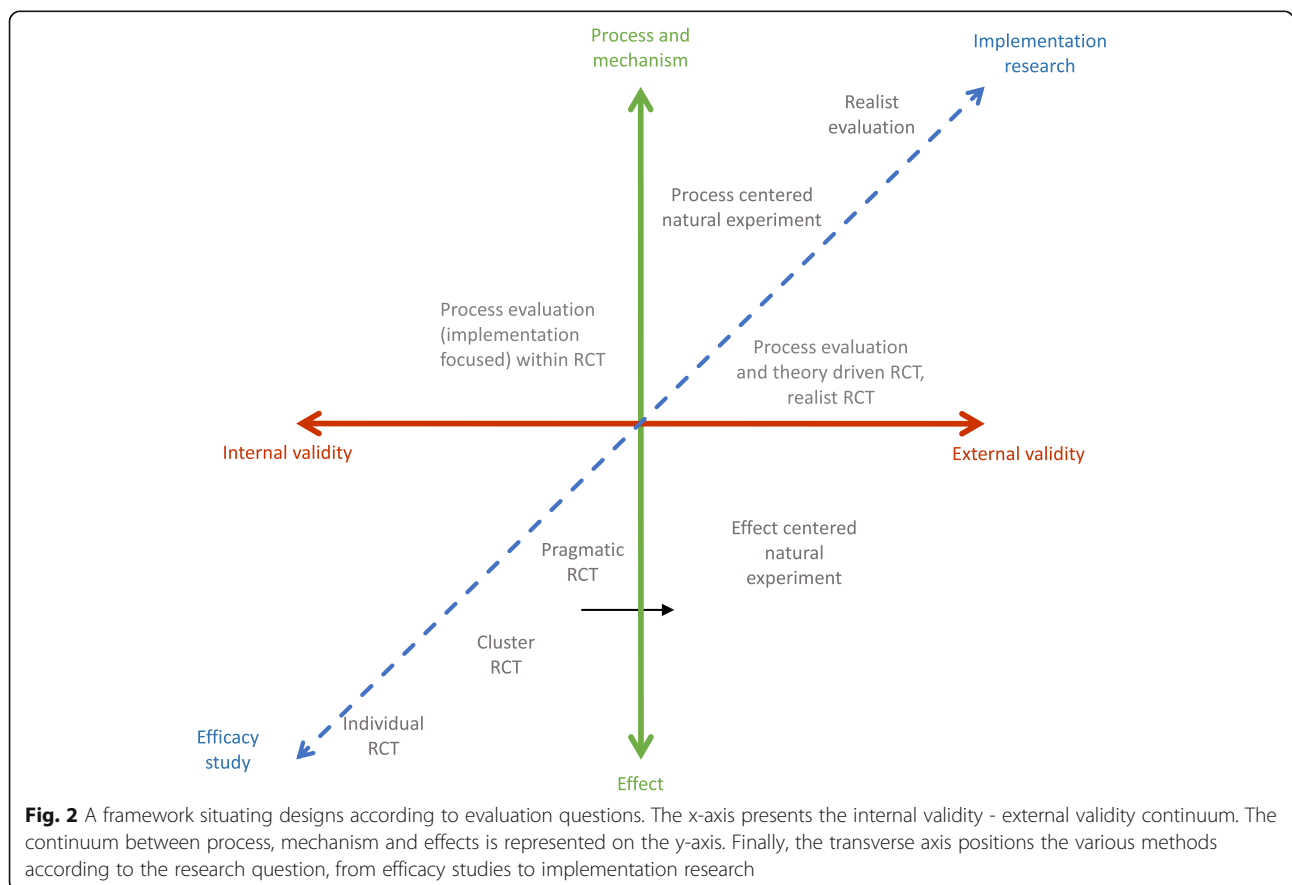 Process and
mechanism
Implementation
research
Realist
evaluation
Process centered
natural experiment
Process evaluation
(implementation
focused) within RCT
Process evaluation
and theory driven RCT,
realist RCT
Internal validity
External validity
Effect centered
natural
experiment
Pragmatic
RCT
Cluster
RCT
Individual
RCT
Efficacy
study
Effect
Fig. 2 A framework situating designs according to evaluation questions. The x-axis presents the internal validity - external validity continuum. The
continuum between process, mechanism and effects is represented on the y-axis. Finally, the transverse axis positions the various methods
according to the research question, from efficacy studies to implementation research